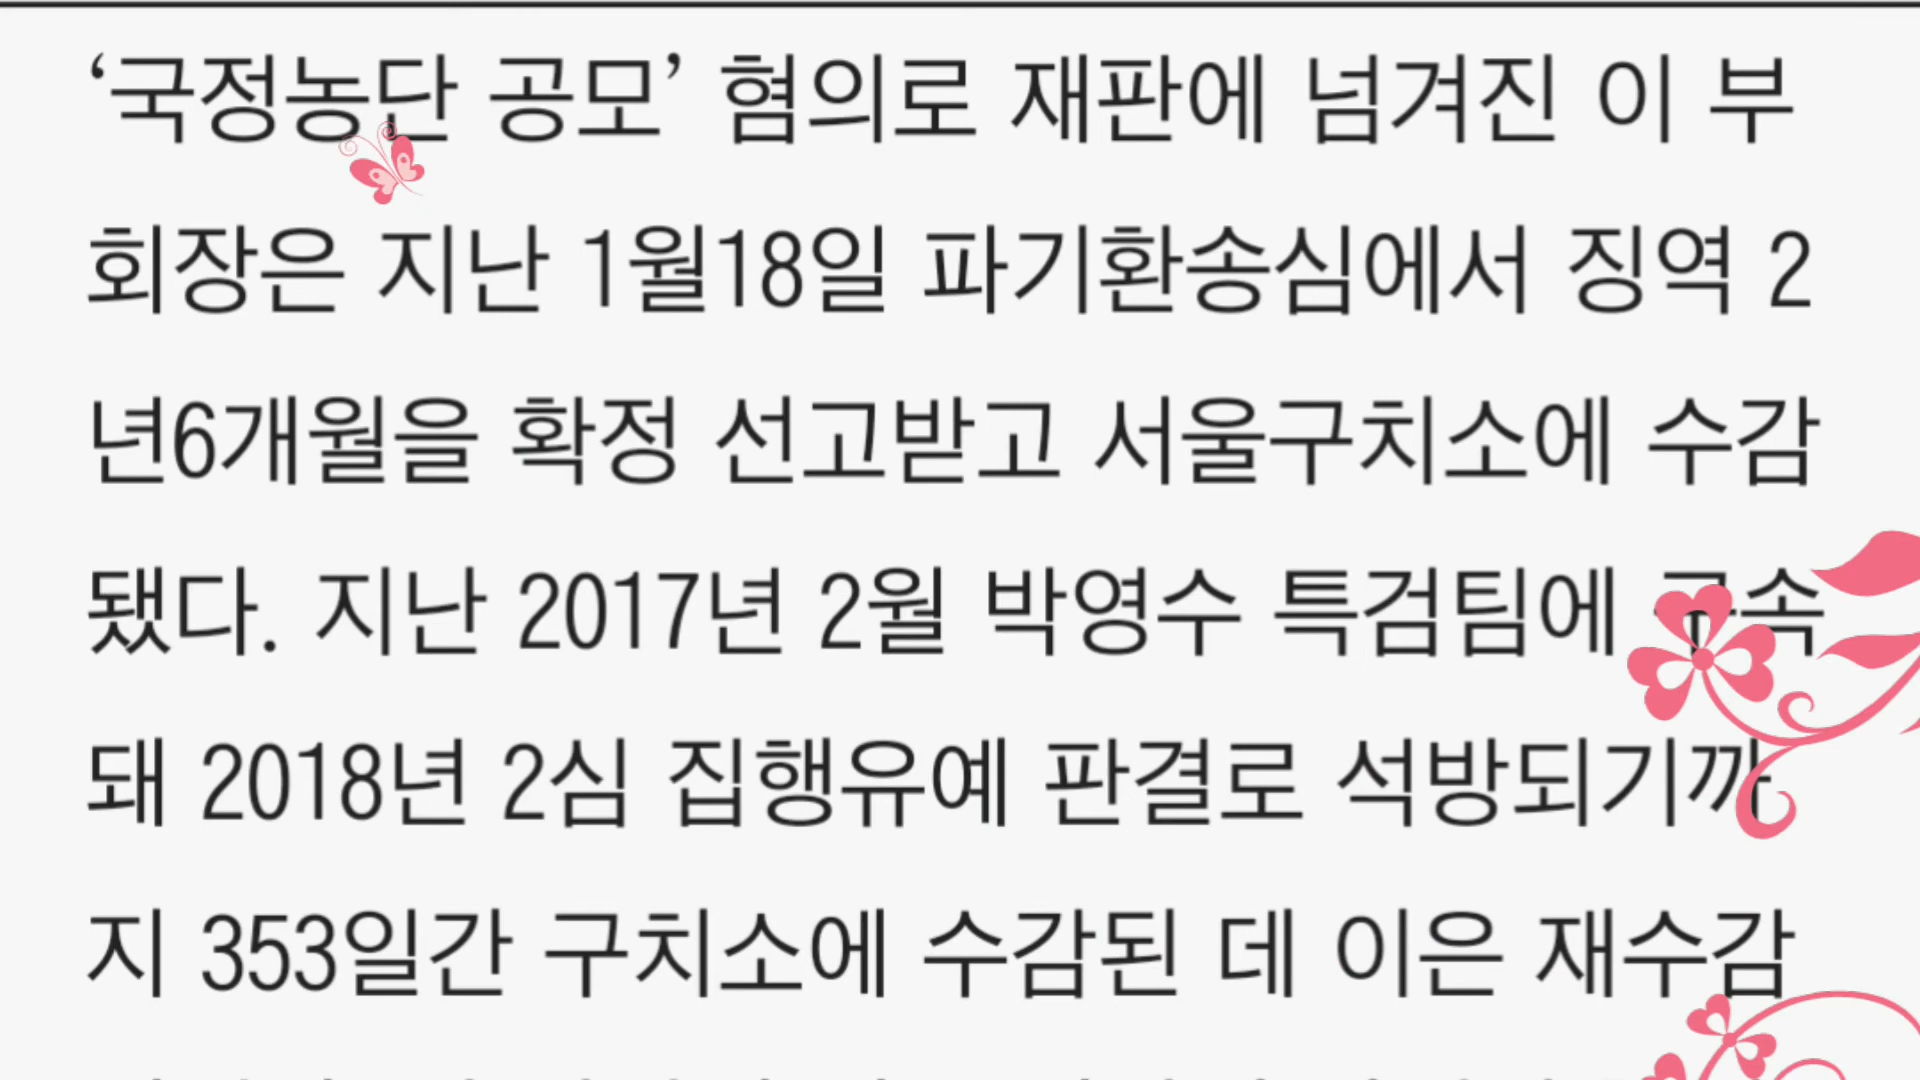 ‘국정농단 공모’ 혐의로 재판에 넘겨진 이 부
회장은 지난 1월18일 파기환송심에서 징역 2
년6개월을 확정 선고받고 서울구치소에 수감
됐다. 지난 2017년 2월 박영수 특검팀에 구속
돼 2018년 2심 집행유예 판결로 석방되기까
지 353일간 구치소에 수감된 데 이은 재수감